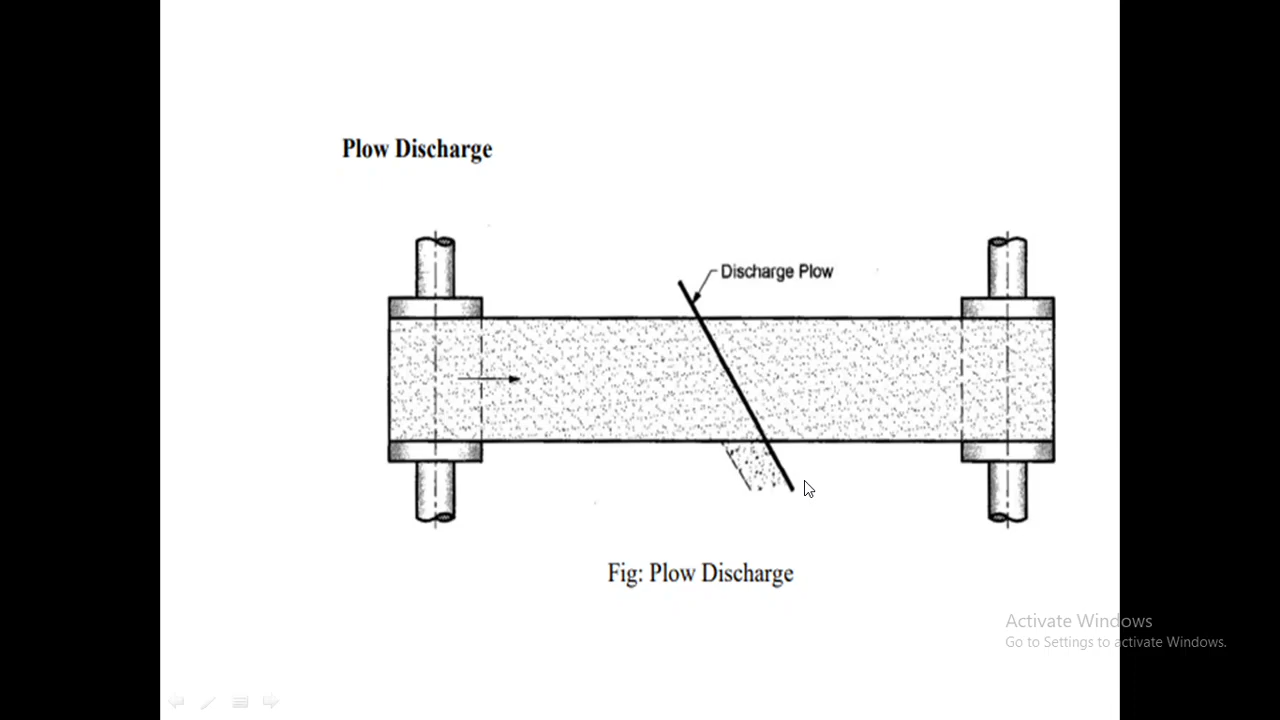 Plow Discharge
Discharge Plow
Fig: Plow Discharge
Activate Windows
Go to Settings to activate Windows.